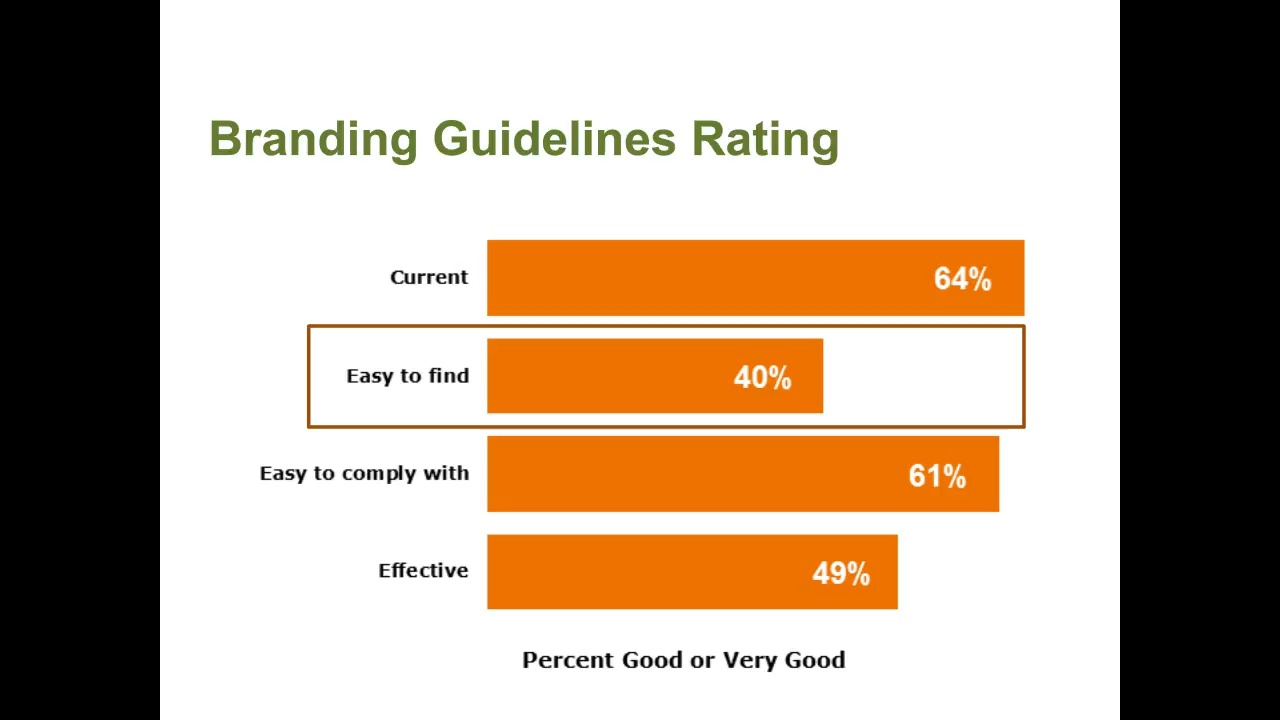 Branding Guidelines Rating
Current 64%
Easy to find 40%
Easy to comply with 61%
Effective 49%
Percent Good or Very Good